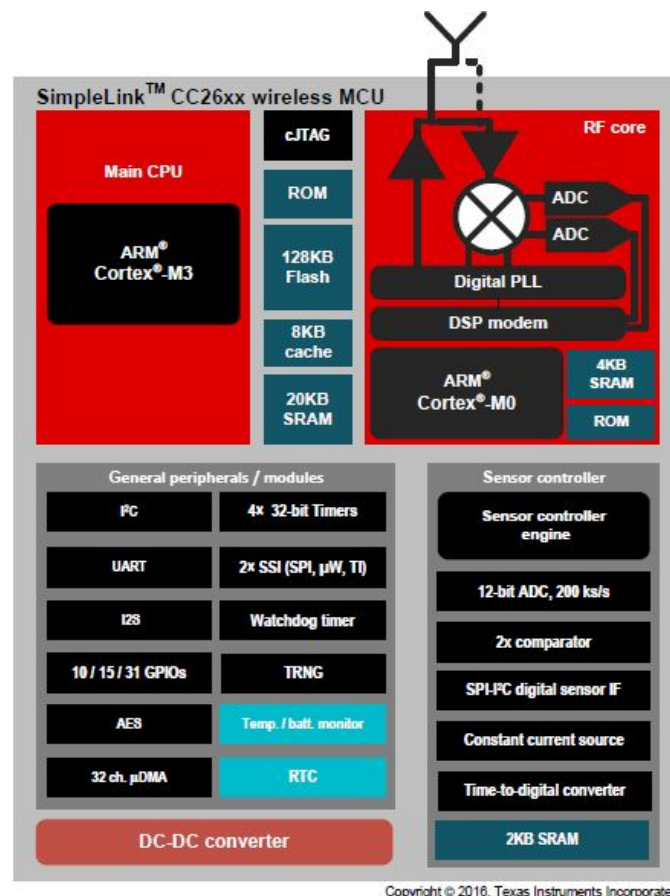 SimpleLink™ CC26xx wireless MCU
Main CPU
ARM®
Cortex®-M3
cJTAG
ROM
128KB
Flash
8KB
cache
20KB
SRAM
RF core
ADC
ADC
Digital PLL
DSP modem
ARM®
Cortex®-M0
4KB
SRAM
ROM
General peripherals / modules
I²C
4× 32-bit Timers
UART
2× SSI (SPI, µW, TI)
I2S
Watchdog timer
10 / 15 / 31 GPIOs
TRNG
AES
Temp. / batt. monitor
32 ch. µDMA
RTC
Sensor controller
Sensor controller
engine
12-bit ADC, 200 ks/s
2x comparator
SPI-I²C digital sensor IF
Constant current source
Time-to-digital converter
2KB SRAM
DC-DC converter
Copyright © 2016, Texas Instruments Incorporate